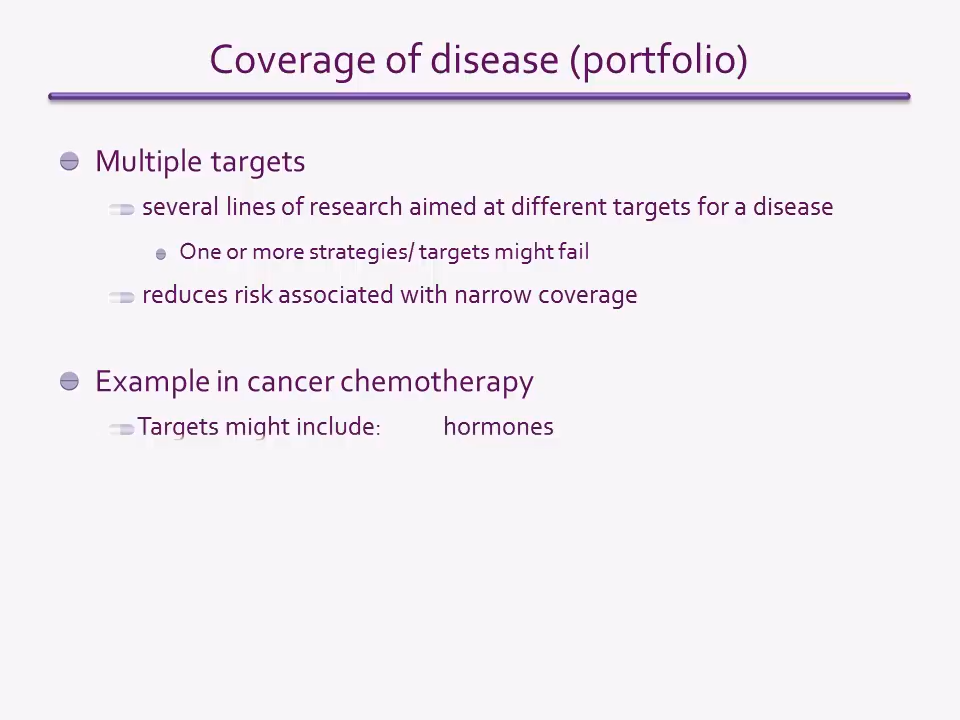 Coverage of disease (portfolio)
Multiple targets
several lines of research aimed at different targets for a disease
One or more strategies/ targets might fail
reduces risk associated with narrow coverage
Example in cancer chemotherapy
Targets might include: hormones